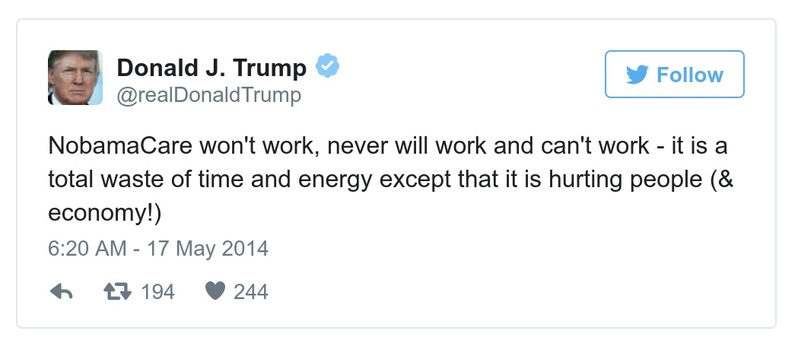 Donald J. Trump
Follow
@realDonaldTrump
NobamaCare won't work, never will work and can't work - it is a
total waste of time and energy except that it is hurting people (&
economy!)
6:20 AM - 17 May 2014
194 244